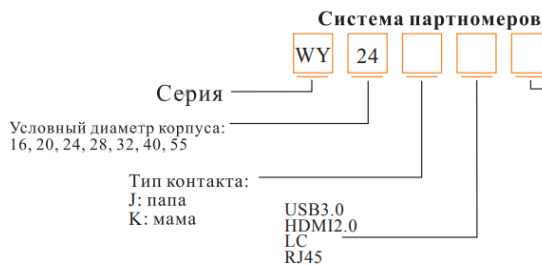 Система партномеров
WY 24
Серия
Условный диаметр корпуса:
16, 20, 24, 28, 32, 40, 55
Тип контакта:
J: папа
K: мама
USB3.0
HDMI2.0
LC
RJ45